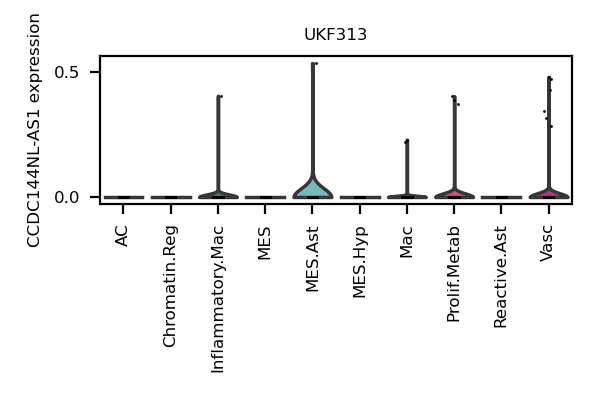 UKF313
CCDC144NL-AS1 expression
0.5
0.0
AC
Chromatin.Reg
Inflammatory.Mac
MES
MES.Ast
MES.Hyp
Mac
Prolif.Metab
Reactive.Ast
Vasc